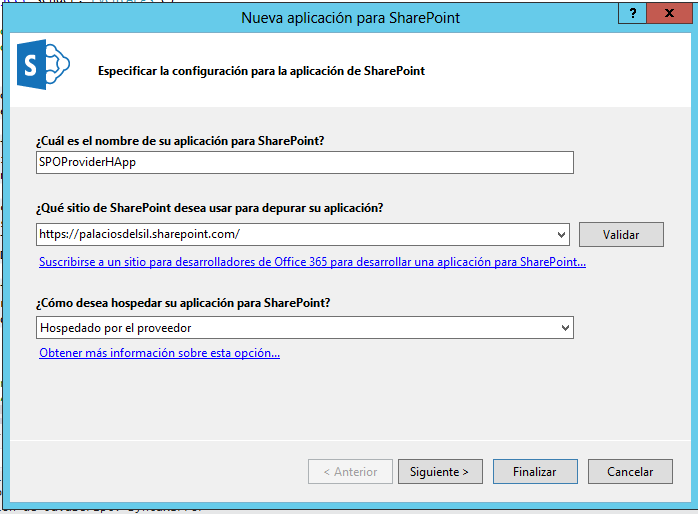 Nueva aplicación para SharePoint
?
x
S
Especificar la configuración para la aplicación de SharePoint
¿Cuál es el nombre de su aplicación para SharePoint?
SPOProviderHApp
¿Qué sitio de SharePoint desea usar para depurar su aplicación?
https://palaciosdelsil.sharepoint.com/
Validar
Suscribirse a un sitio para desarrolladores de Office 365 para desarrollar una aplicación para SharePoint...
¿Cómo desea hospedar su aplicación para SharePoint?
Hospedado por el proveedor
Obtener más información sobre esta opción...
< Anterior
Siguiente >
Finalizar
Cancelar